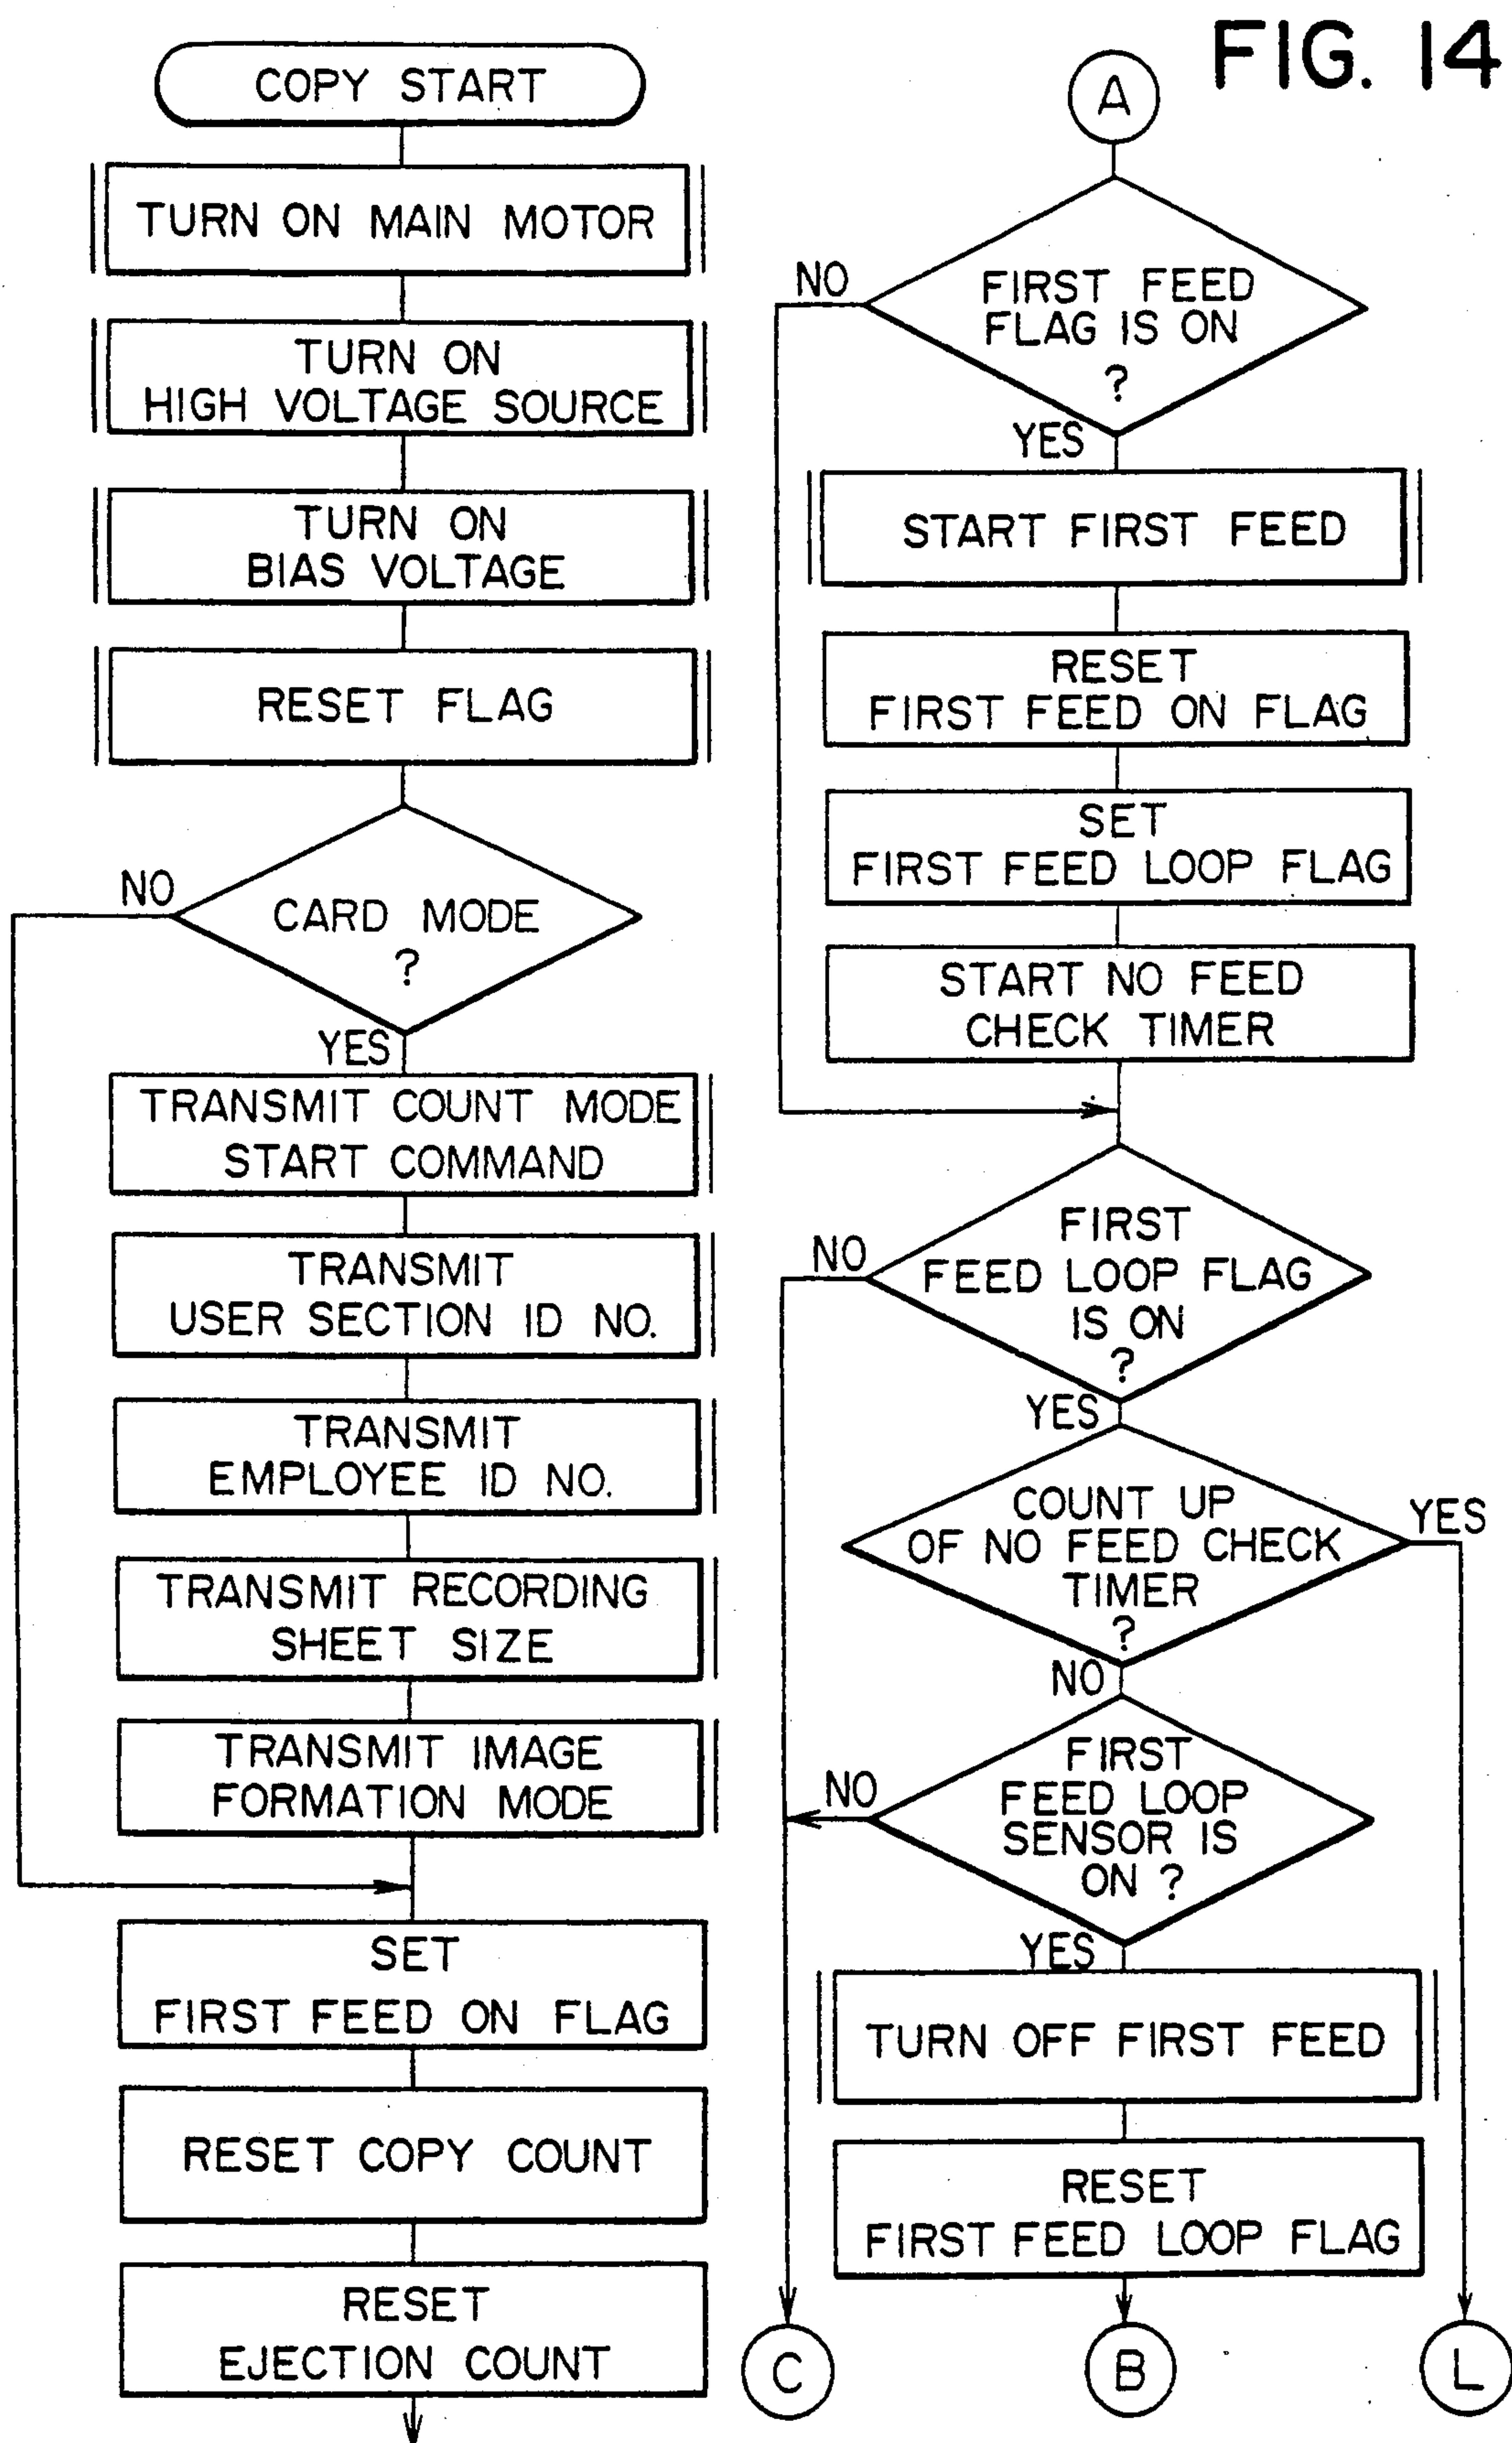 FIG. 14
COPY START
TURN ON MAIN MOTOR
TURN ON
HIGH VOLTAGE SOURCE
TURN ON
BIAS VOLTAGE
RESET FLAG
NO
CARD MODE
?
YES
TRANSMIT COUNT MODE
START COMMAND
TRANSMIT
USER SECTION ID NO.
TRANSMIT
EMPLOYEE ID NO.
TRANSMIT RECORDING
SHEET SIZE
TRANSMIT IMAGE
FORMATION MODE
SET
FIRST FEED ON FLAG
RESET COPY COUNT
RESET
EJECTION COUNT
A
NO
FIRST FEED
FLAG IS ON
?
YES
START FIRST FEED
RESET
FIRST FEED ON FLAG
SET
FIRST FEED LOOP FLAG
START NO FEED
CHECK TIMER
NO
FIRST
FEED LOOP FLAG
IS ON
?
YES
COUNT UP
OF NO FEED CHECK
TIMER
?
YES
NO
FIRST
FEED LOOP
SENSOR IS
ON ?
NO
YES
TURN OFF FIRST FEED
RESET
FIRST FEED LOOP FLAG
C
B
L